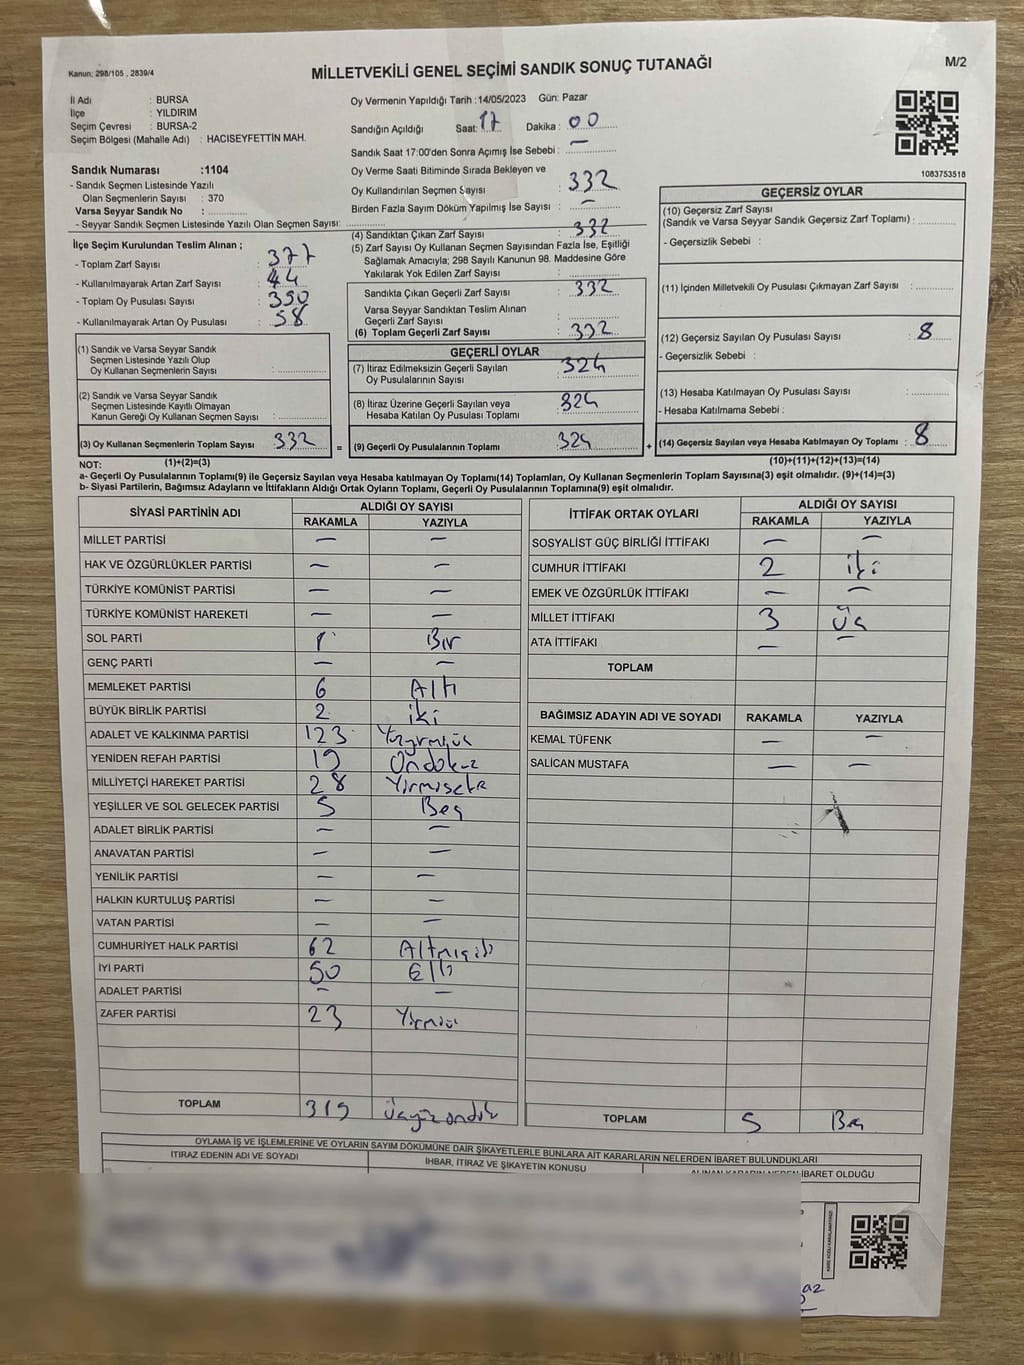 Kanun; 298/105 , 2839/4
MİLLETVEKİLİ GENEL SEÇİMİ SANDIK SONUÇ TUTANAĞI
M/2
İl Adı : BURSA
İlçe : YILDIRIM
Seçim Çevresi : BURSA-2
Seçim Bölgesi (Mahalle Adı) : HACISEYFETTİN MAH.
Sandık Numarası :1104
- Sandık Seçmen Listesinde Yazılı
Olan Seçmenlerin Sayısı : 370
Varsa Seyyar Sandık No :
- Seyyar Sandık Seçmen Listesinde Yazılı Olan Seçmen Sayısı:
İlçe Seçim Kurulundan Teslim Alınan ;
- Toplam Zarf Sayısı : 377
- Kullanılmayarak Artan Zarf Sayısı : 44
- Toplam Oy Pusulası Sayısı : 390
- Kullanılmayarak Artan Oy Pusulası : 58
Oy Vermenin Yapıldığı Tarih :14/05/2023 Gün: Pazar
Sandığın Açıldığı Saat: 17 Dakika : 00
Sandık Saat 17:00'den Sonra Açımış İse Sebebi : —
Oy Verme Saati Bitiminde Sırada Bekleyen ve
Oy Kullandırılan Seçmen Sayısı : 332
Birden Fazla Sayım Döküm Yapılmış İse Sayısı : —
(4) Sandıktan Çıkan Zarf Sayısı : 332
(5) Zarf Sayısı Oy Kullanan Seçmen Sayısından Fazla İse, Eşitliği
Sağlamak Amacıyla; 298 Sayılı Kanunun 98. Maddesine Göre
Yakılarak Yok Edilen Zarf Sayısı :
Sandıkta Çıkan Geçerli Zarf Sayısı : 332
Varsa Seyyar Sandıktan Teslim Alınan
Geçerli Zarf Sayısı :
(6) Toplam Geçerli Zarf Sayısı : 332
1083753518
GEÇERSİZ OYLAR
(10) Geçersiz Zarf Sayısı
(Sandık ve Varsa Seyyar Sandık Geçersiz Zarf Toplamı) :
- Geçersizlik Sebebi :
(11) İçinden Milletvekili Oy Pusulası Çıkmayan Zarf Sayısı :
(12) Geçersiz Sayılan Oy Pusulası Sayısı : 8
- Geçersizlik Sebebi :
(13) Hesaba Katılmayan Oy Pusulası Sayısı :
- Hesaba Katılmama Sebebi :
(14) Geçersiz Sayılan veya Hesaba Katılmayan Oy Toplamı : 8
(10)+(11)+(12)+(13)=(14)
(1) Sandık ve Varsa Seyyar Sandık
Seçmen Listesinde Yazılı Olup
Oy Kullanan Seçmenlerin Sayısı :
(2) Sandık ve Varsa Seyyar Sandık
Seçmen Listesinde Kayıtlı Olmayan
Kanun Gereği Oy Kullanan Seçmen Sayısı :
(3) Oy Kullanan Seçmenlerin Toplam Sayısı 332 =
(1)+(2)=(3)
GEÇERLİ OYLAR
(7) İtiraz Edilmeksizin Geçerli Sayılan
Oy Pusulalarının Sayısı : 324
(8) İtiraz Üzerine Geçerli Sayılan veya
Hesaba Katılan Oy Pusulası Toplamı : 324
(9) Geçerli Oy Pusulalarının Toplamı : 324 +
NOT:
a- Geçerli Oy Pusulalarının Toplamı(9) ile Geçersiz Sayılan veya Hesaba katılmayan Oy Toplamı(14) Toplamları, Oy Kullanan Seçmenlerin Toplam Sayısına(3) eşit olmalıdır. (9)+(14)=(3)
b- Siyasi Partilerin, Bağımsız Adayların ve İttifakların Aldığı Ortak Oyların Toplamı, Geçerli Oy Pusulalarının Toplamına(9) eşit olmalıdır.
SİYASİ PARTİNİN ADI ALDIĞI OY SAYISI
RAKAMLA YAZIYLA
MİLLET PARTİSİ — —
HAK VE ÖZGÜRLÜKLER PARTİSİ — —
TÜRKİYE KOMÜNİST PARTİSİ — —
TÜRKİYE KOMÜNİST HAREKETİ — —
SOL PARTİ 1 Bir
GENÇ PARTİ — —
MEMLEKET PARTİSİ 6 Altı
BÜYÜK BİRLİK PARTİSİ 2 iki
ADALET VE KALKINMA PARTİSİ 123
YENİDEN REFAH PARTİSİ 19 Ondokuz
MİLLİYETÇİ HAREKET PARTİSİ 28 Yirmisekiz
YEŞİLLER VE SOL GELECEK PARTİSİ 5 Beş
ADALET BİRLİK PARTİSİ — —
ANAVATAN PARTİSİ — —
YENİLİK PARTİSİ — —
HALKIN KURTULUŞ PARTİSİ — —
VATAN PARTİSİ — —
CUMHURİYET HALK PARTİSİ 62 Altmışiki
İYİ PARTİ 50 Elli
ADALET PARTİSİ — —
ZAFER PARTİSİ 23 Yirmiüç
TOPLAM 319 üçyüzondok
İTTİFAK ORTAK OYLARI ALDIĞI OY SAYISI
RAKAMLA YAZIYLA
SOSYALİST GÜÇ BİRLİĞİ İTTİFAKI — —
CUMHUR İTTİFAKI 2 iki
EMEK VE ÖZGÜRLÜK İTTİFAKI — —
MİLLET İTTİFAKI 3 üç
ATA İTTİFAKI — —
TOPLAM
BAĞIMSIZ ADAYIN ADI VE SOYADI RAKAMLA YAZIYLA
KEMAL TÜFENK — —
SALİCAN MUSTAFA — —
TOPLAM 5 Beş
OYLAMA İŞ VE İŞLEMLERİNE VE OYLARIN SAYIM DÖKÜMÜNE DAİR ŞİKAYETLERLE BUNLARA AİT KARARLARIN NELERDEN İBARET BULUNDUKLARI
İTİRAZ EDENİN ADI VE SOYADI İHBAR, İTİRAZ VE ŞİKAYETİN KONUSU ALINAN KARARIN NEDEN İBARET OLDUĞU